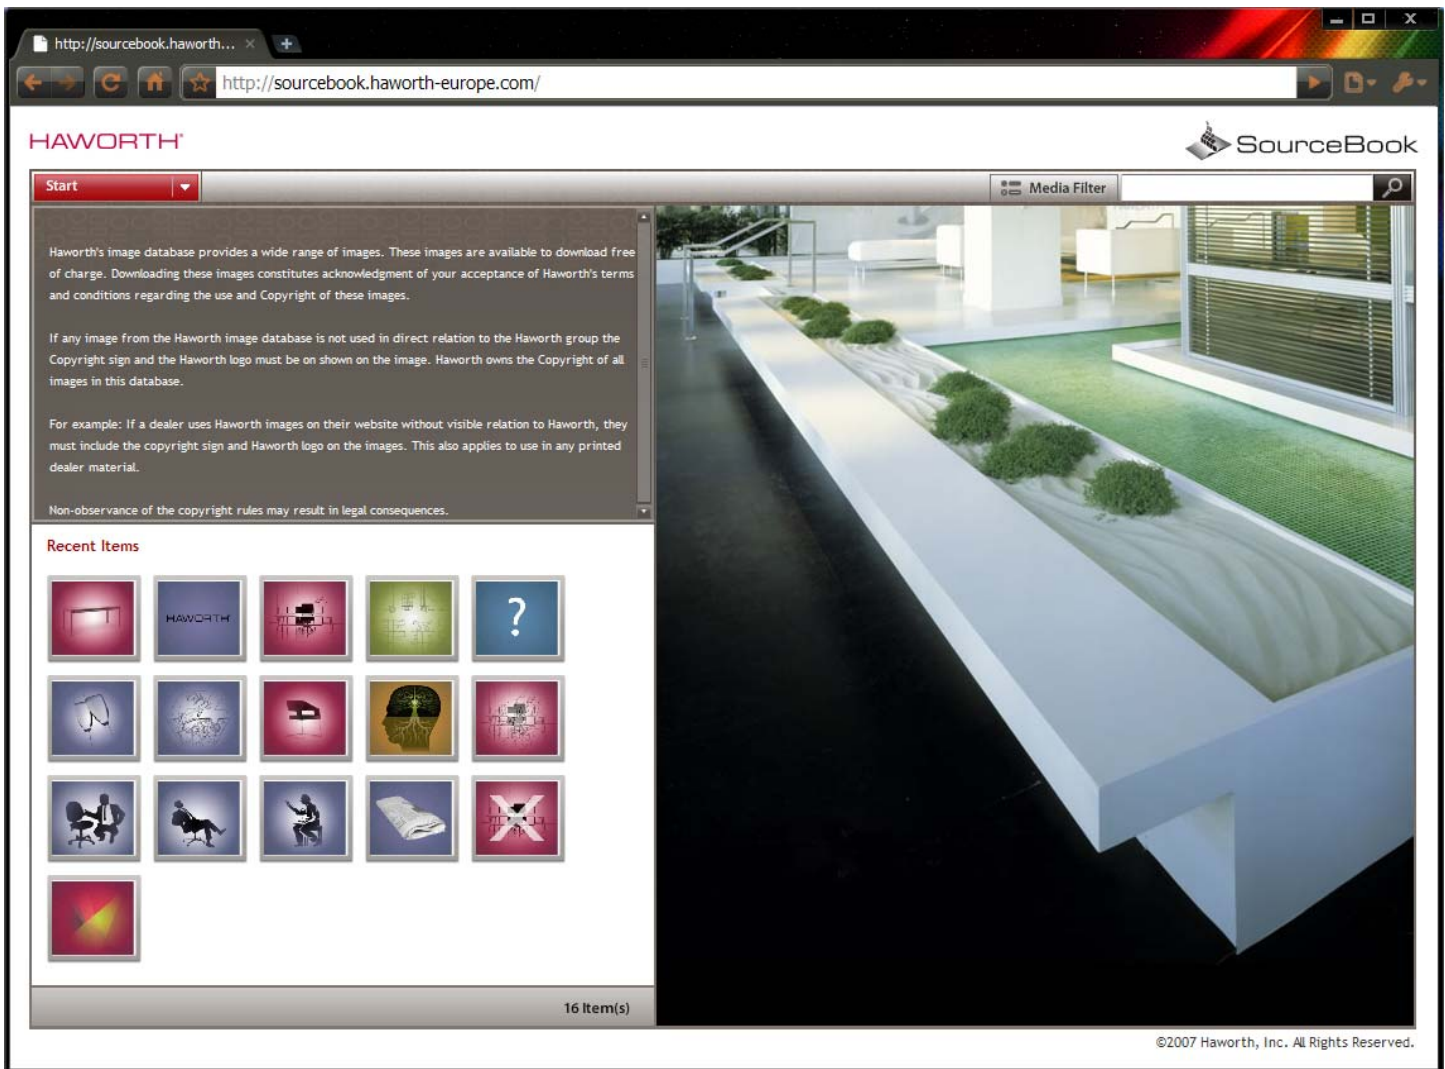 http://sourcebook.haworth...
http://sourcebook.haworth-europe.com/
HAWORTH®
SourceBook
Start
Media Filter
Haworth's image database provides a wide range of images. These images are available to download free
of charge. Downloading these images constitutes acknowledgment of your acceptance of Haworth's terms
and conditions regarding the use and Copyright of these images.
If any image from the Haworth image database is not used in direct relation to the Haworth group the
Copyright sign and the Haworth logo must be on shown on the image. Haworth owns the Copyright of all
images in this database.
For example: If a dealer uses Haworth images on their website without visible relation to Haworth, they
must include the copyright sign and Haworth logo on the images. This also applies to use in any printed
dealer material.
Non-observance of the copyright rules may result in legal consequences.
Recent Items
HAWORTH
?
16 Item(s)
©2007 Haworth, Inc. All Rights Reserved.